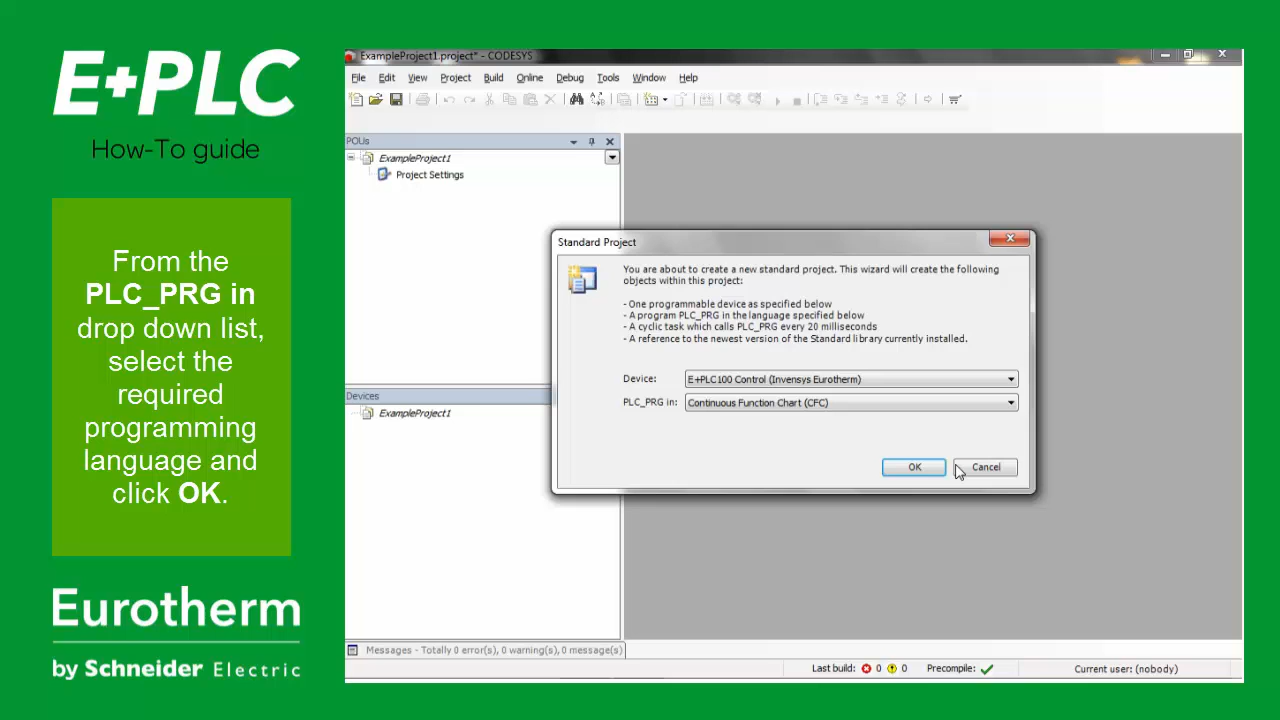 E+PLC
How-To guide
From the
PLC_PRG in
drop down list,
select the
required
programming
language and
click OK.
Eurotherm
by Schneider Electric
ExampleProject1.project* - CODESYS
File Edit View Project Build Online Debug Tools Window Help
POUs
ExampleProject1
Project Settings
Devices
ExampleProject1
Standard Project
You are about to create a new standard project. This wizard will create the following
objects within this project:
- One programmable device as specified below
- A program PLC_PRG in the language specified below
- A cyclic task which calls PLC_PRG every 20 milliseconds
- A reference to the newest version of the Standard library currently installed.
Device: E+PLC100 Control (Invensys Eurotherm)
PLC_PRG in: Continuous Function Chart (CFC)
OK Cancel
Messages - Totally 0 error(s), 0 warning(s), 0 message(s)
Last build: 0 0 Precompile: Current user: (nobody)